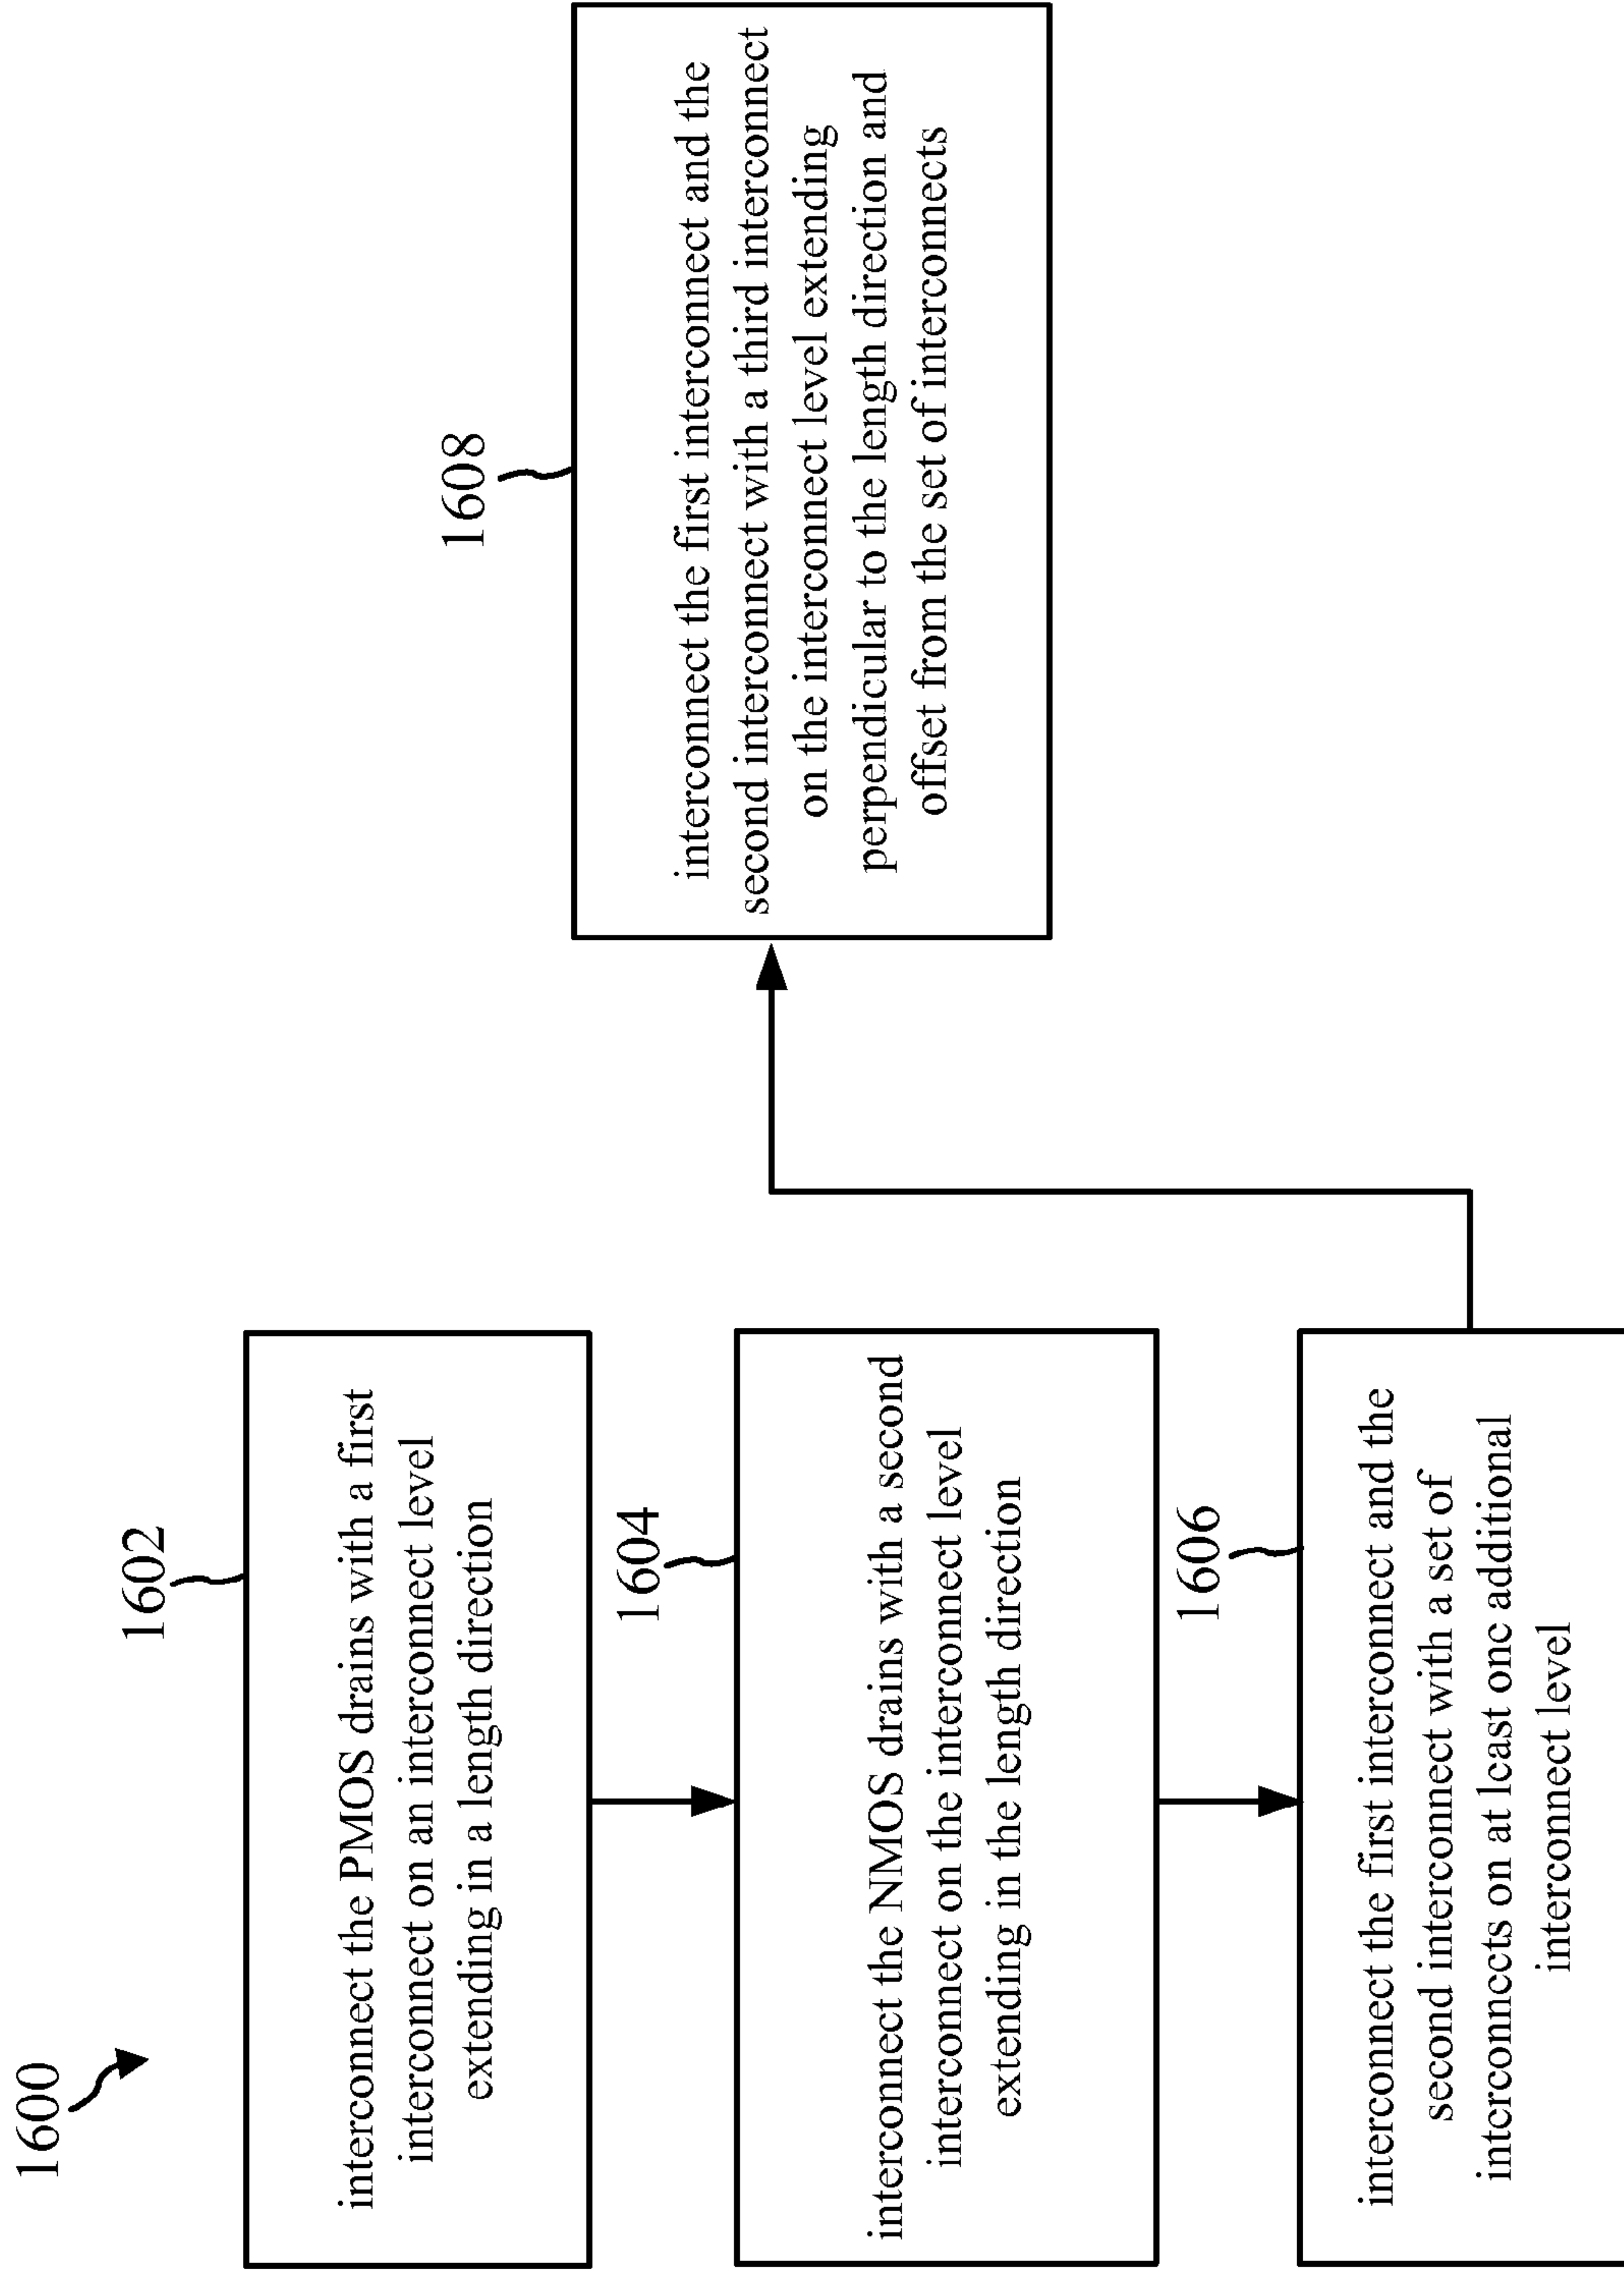 1600
1602
interconnect the PMOS drains with a first
interconnect on an interconnect level
extending in a length direction
1604
interconnect the NMOS drains with a second
interconnect on the interconnect level
extending in the length direction
1606
interconnect the first interconnect and the
second interconnect with a set of
interconnects on at least one additional
interconnect level
1608
interconnect the first interconnect and the
second interconnect with a third interconnect
on the interconnect level extending
perpendicular to the length direction and
offset from the set of interconnects